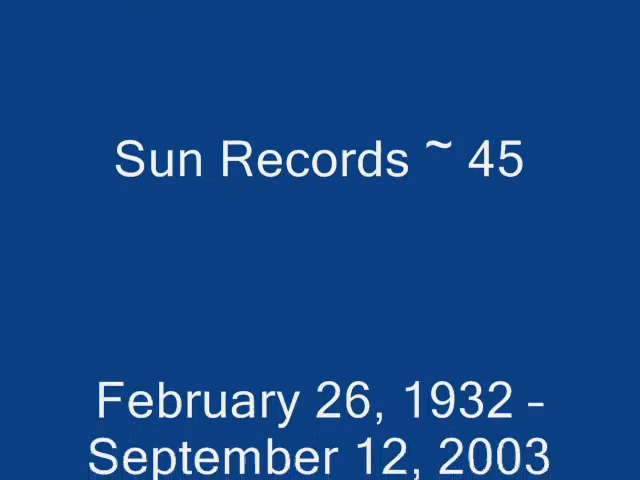 Sun Records ~ 45
February 26, 1932 –
September 12, 2003